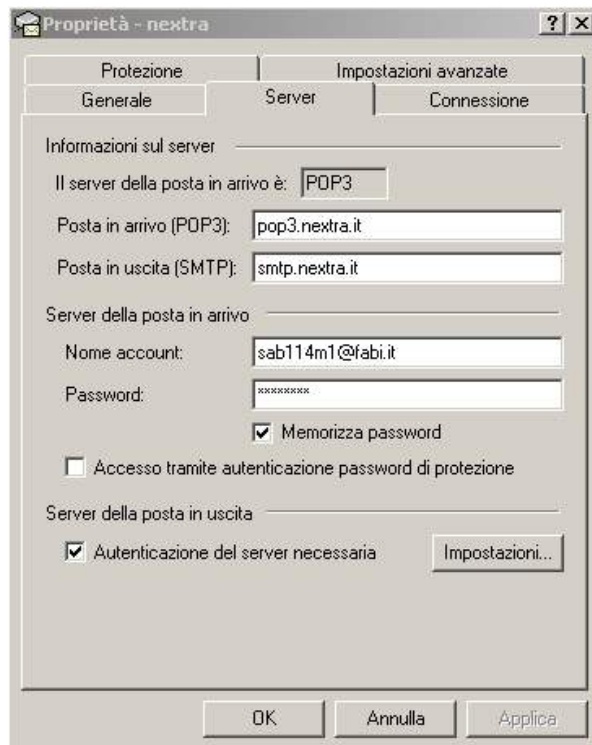 Proprietà - nextra
Protezione Impostazioni avanzate
Generale Server Connessione
Informazioni sul server
Il server della posta in arrivo è: POP3
Posta in arrivo (POP3): pop3.nextra.it
Posta in uscita (SMTP): smtp.nextra.it
Server della posta in arrivo
Nome account: sab114m1@fabi.it
Password: ********
Memorizza password
Accesso tramite autenticazione password di protezione
Server della posta in uscita
Autenticazione del server necessaria Impostazioni...
OK Annulla Applica